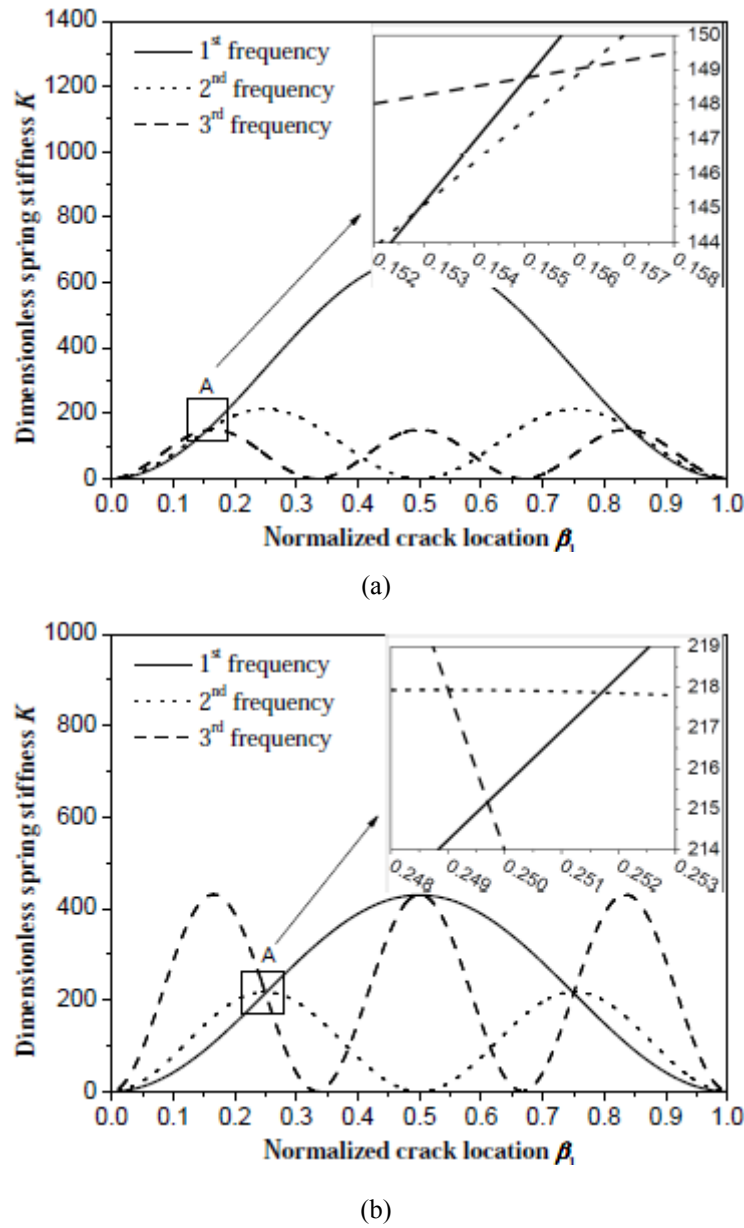 1400
1200
1000
800
600
400
200
0
Dimensionless spring stiffness K
1st frequency
2nd frequency
3rd frequency
150
149
148
147
146
145
144
0.152 0.153 0.154 0.155 0.156 0.157 0.158
A
0.0 0.1 0.2 0.3 0.4 0.5 0.6 0.7 0.8 0.9 1.0
Normalized crack location β1
(a)
1000
800
600
400
200
0
Dimensionless spring stiffness K
1st frequency
2nd frequency
3rd frequency
219
218
217
216
215
214
0.248 0.249 0.250 0.251 0.252 0.253
A
0.0 0.1 0.2 0.3 0.4 0.5 0.6 0.7 0.8 0.9 1.0
Normalized crack location β1
(b)